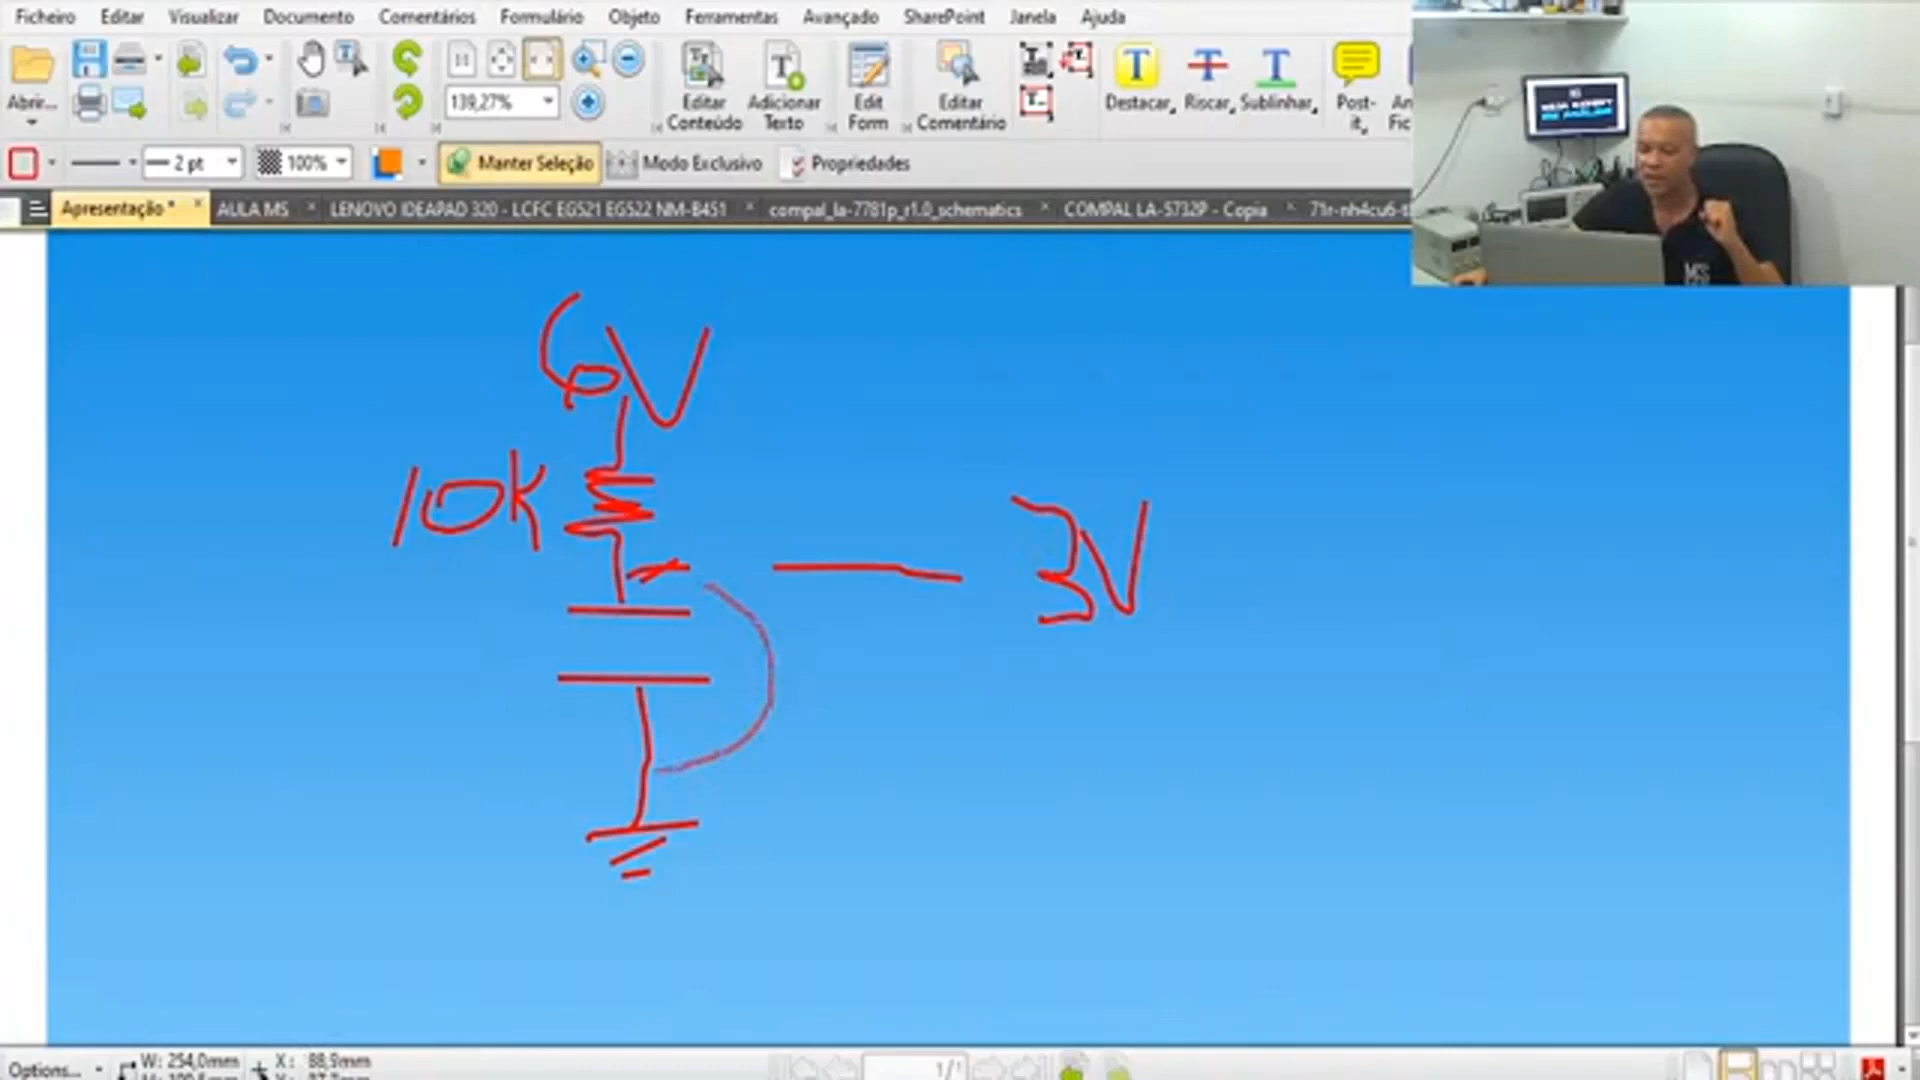 Ficheiro Editar Visualizar Documento Comentários Formulário Objeto Ferramentas Avançado SharePoint Janela Ajuda
Abrir...
139,27%
Editar Conteúdo
Adicionar Texto
Edit Form
Editar Comentário
Destacar
Riscar
Sublinhar
Post-it
2 pt
100%
Manter Seleção
Modo Exclusivo
Propriedades
Apresentação*
AULA MS
LENOVO IDEAPAD 320 - LCFC EG521 EG522 NM-B451
compal_la-7781p_r1.0_schematics
COMPAL LA-5732P - Copia
6V
10K
3V
Options...
W: 254,0mm
X: 88,9mm
1/1